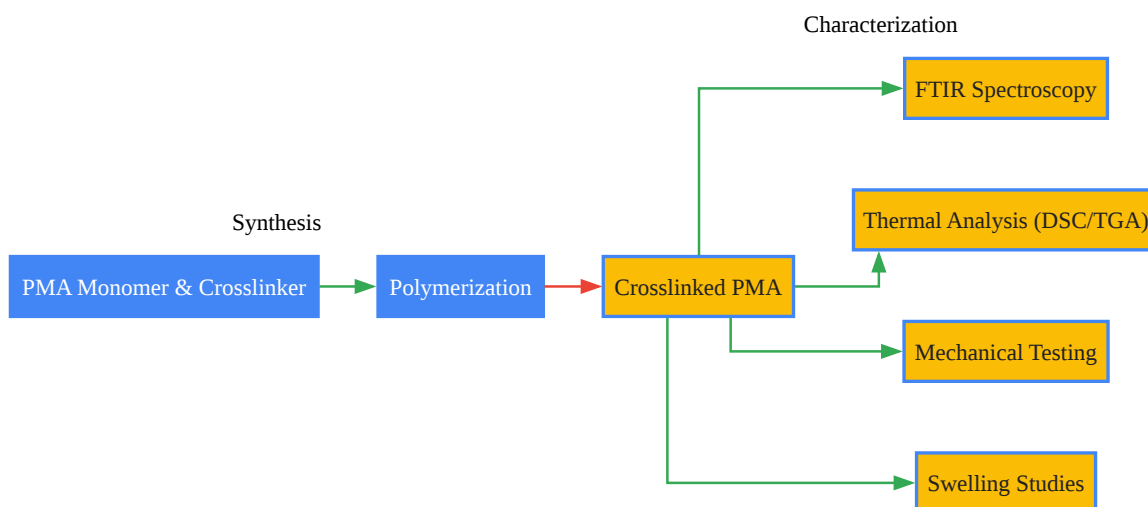 Characterization
FTIR Spectroscopy
Thermal Analysis (DSC/TGA)
Synthesis
PMA Monomer & Crosslinker
Polymerization
Crosslinked PMA
Mechanical Testing
Swelling Studies